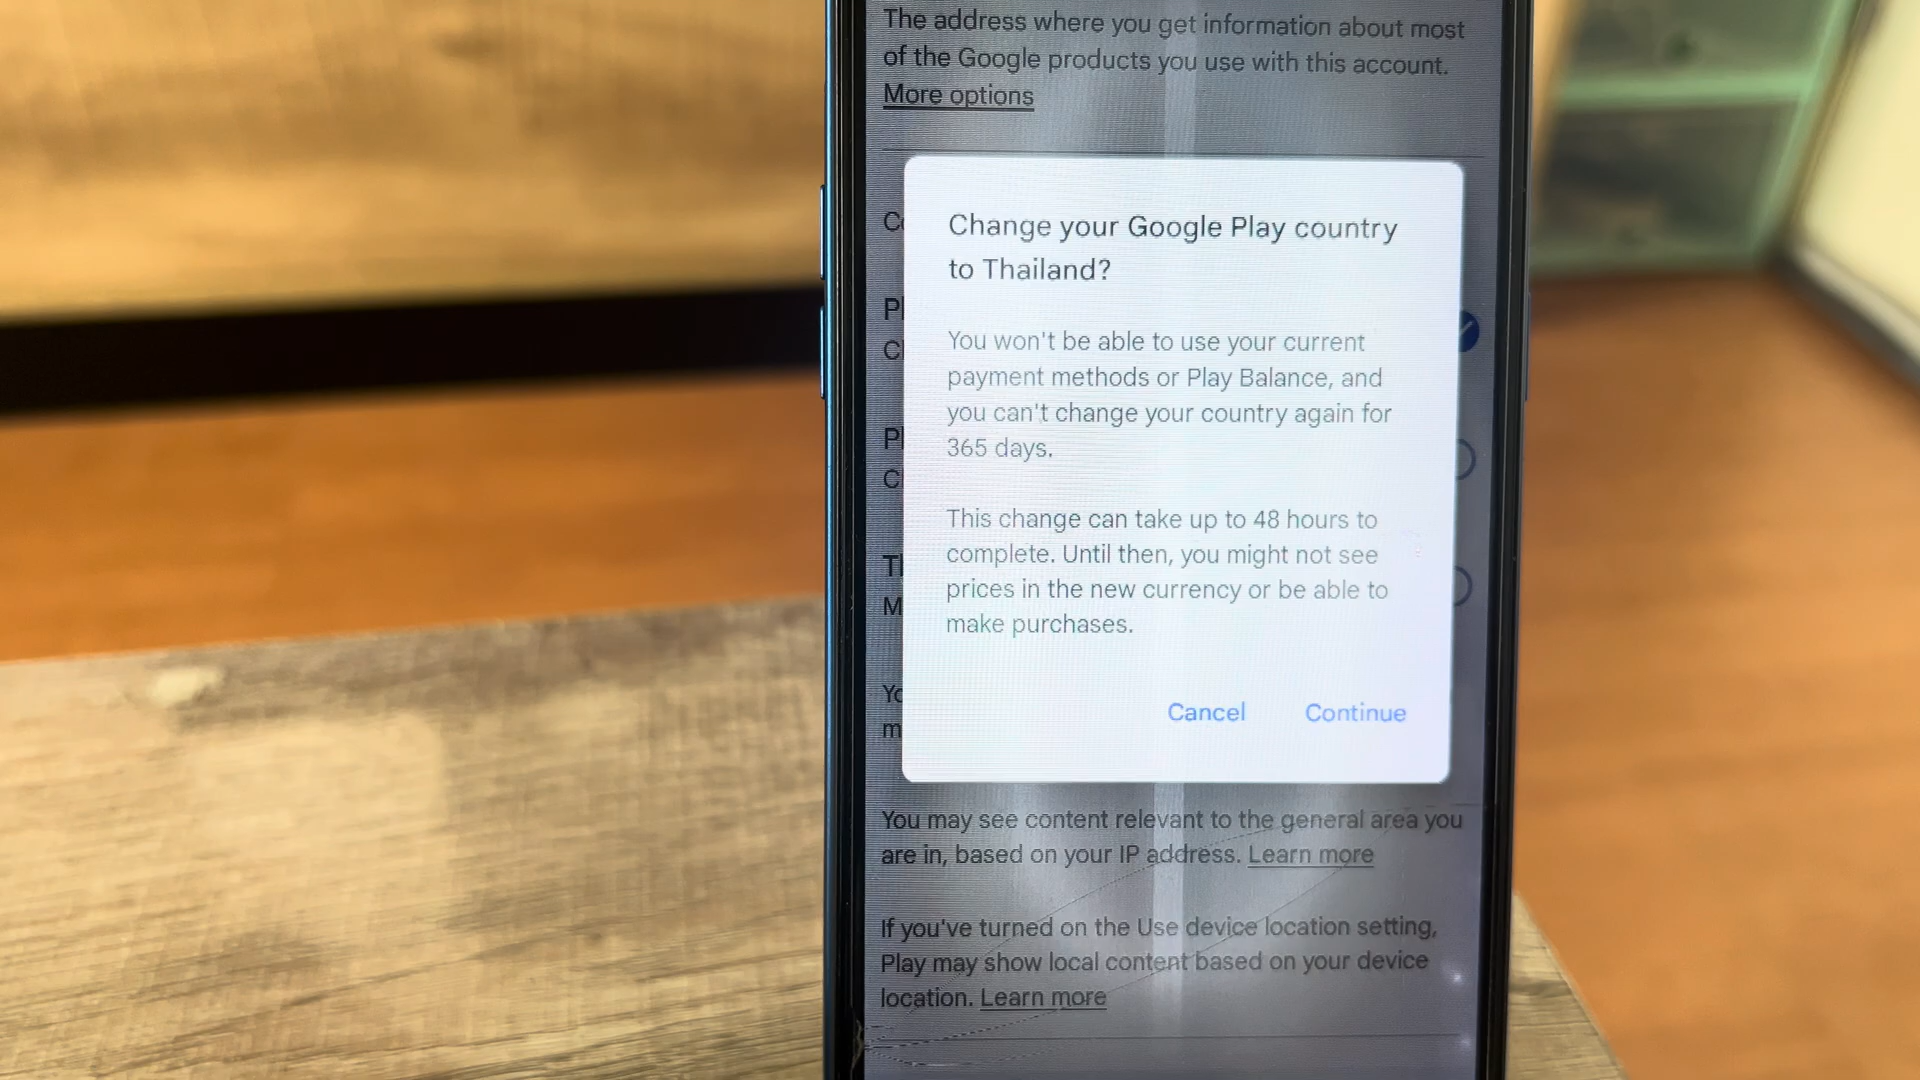 The address where you get information about most
of the Google products you use with this account.
More options
Change your Google Play country
to Thailand?
You won't be able to use your current
payment methods or Play Balance, and
you can't change your country again for
365 days.
This change can take up to 48 hours to
complete. Until then, you might not see
prices in the new currency or be able to
make purchases.
Cancel Continue
You may see content relevant to the general area you
are in, based on your IP address. Learn more
If you've turned on the Use device location setting,
Play may show local content based on your device
location. Learn more